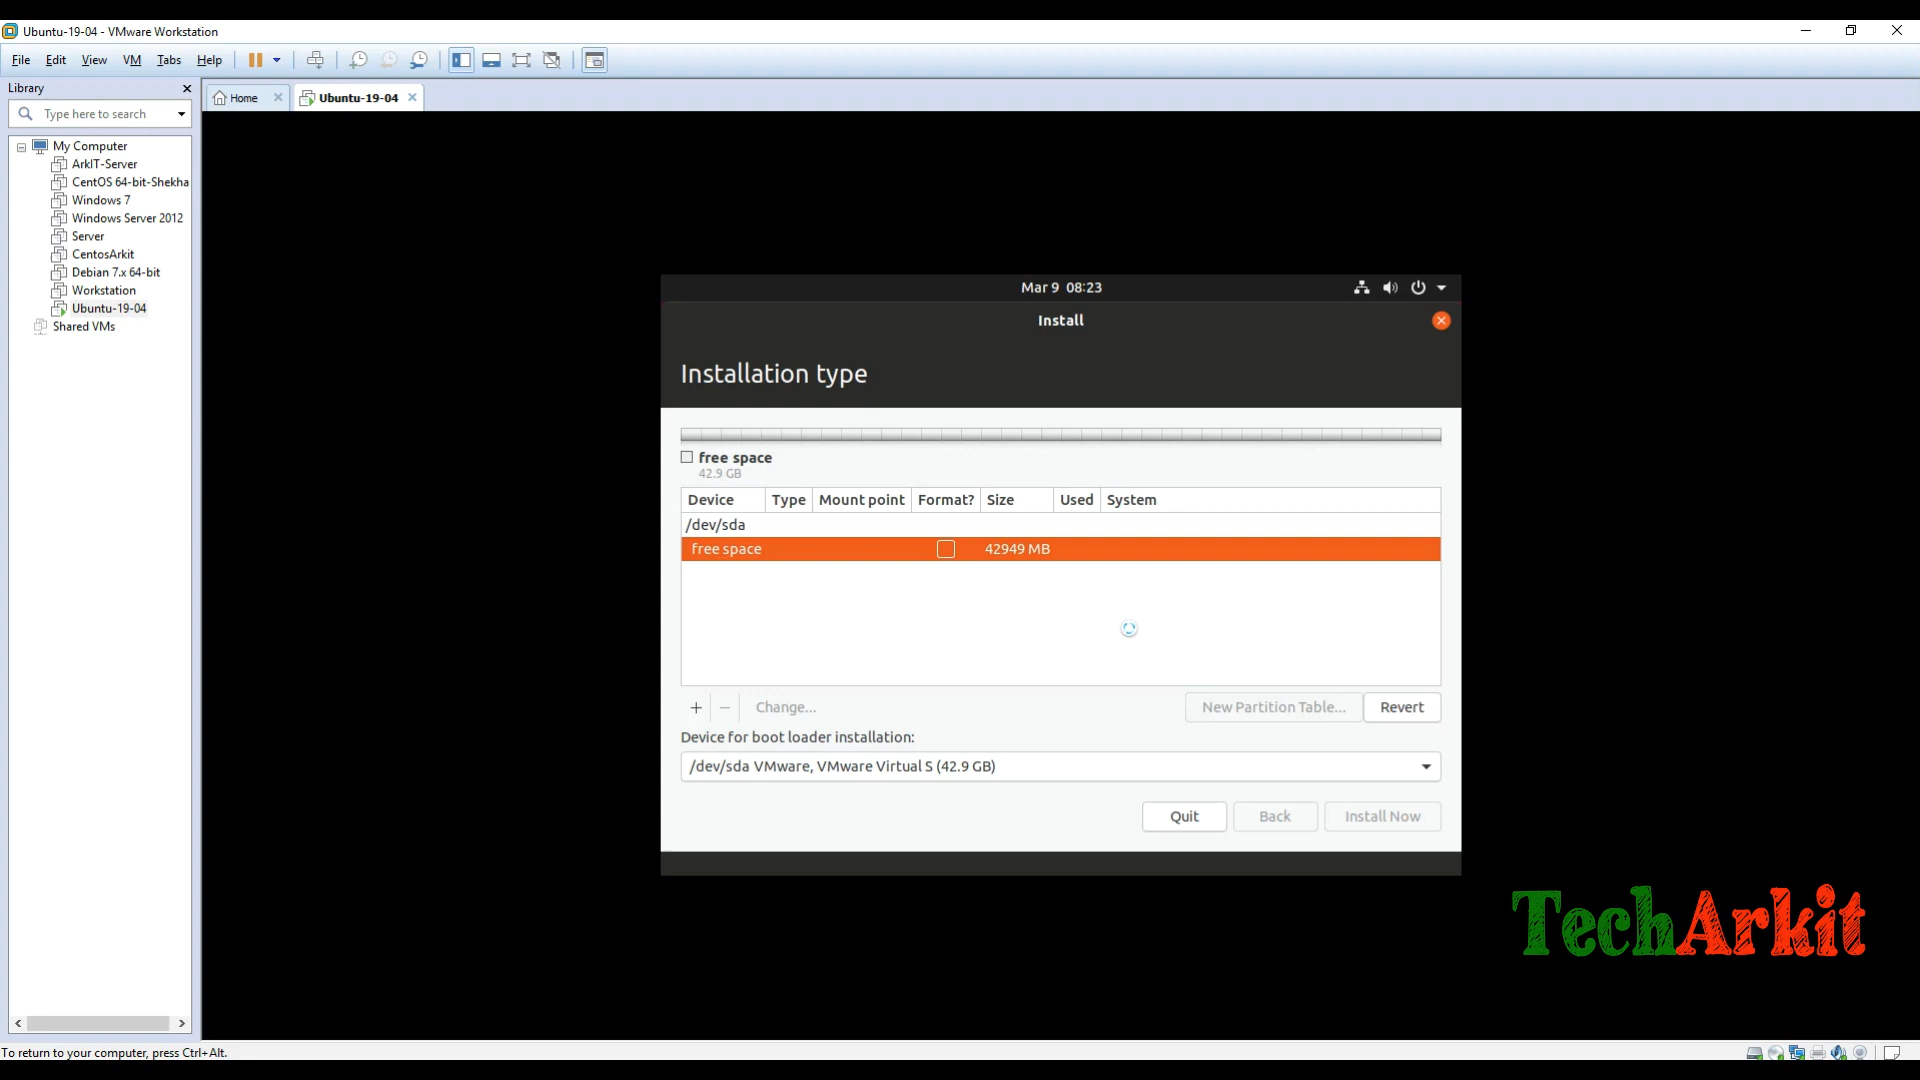 Ubuntu-19-04 - VMware Workstation
File Edit View VM Tabs Help
Library
Home
Ubuntu-19-04
Type here to search
My Computer
ArkIT-Server
CentOS 64-bit-Shekha
Windows 7
Windows Server 2012
Server
CentosArkit
Debian 7.x 64-bit
Workstation
Ubuntu-19-04
Shared VMs
Mar 9 08:23
Install
Installation type
free space
42.9 GB
Device Type Mount point Format? Size Used System
/dev/sda
free space 42949 MB
+ − Change... New Partition Table... Revert
Device for boot loader installation:
/dev/sda VMware, VMware Virtual S (42.9 GB)
Quit Back Install Now
TechArkit
To return to your computer, press Ctrl+Alt.